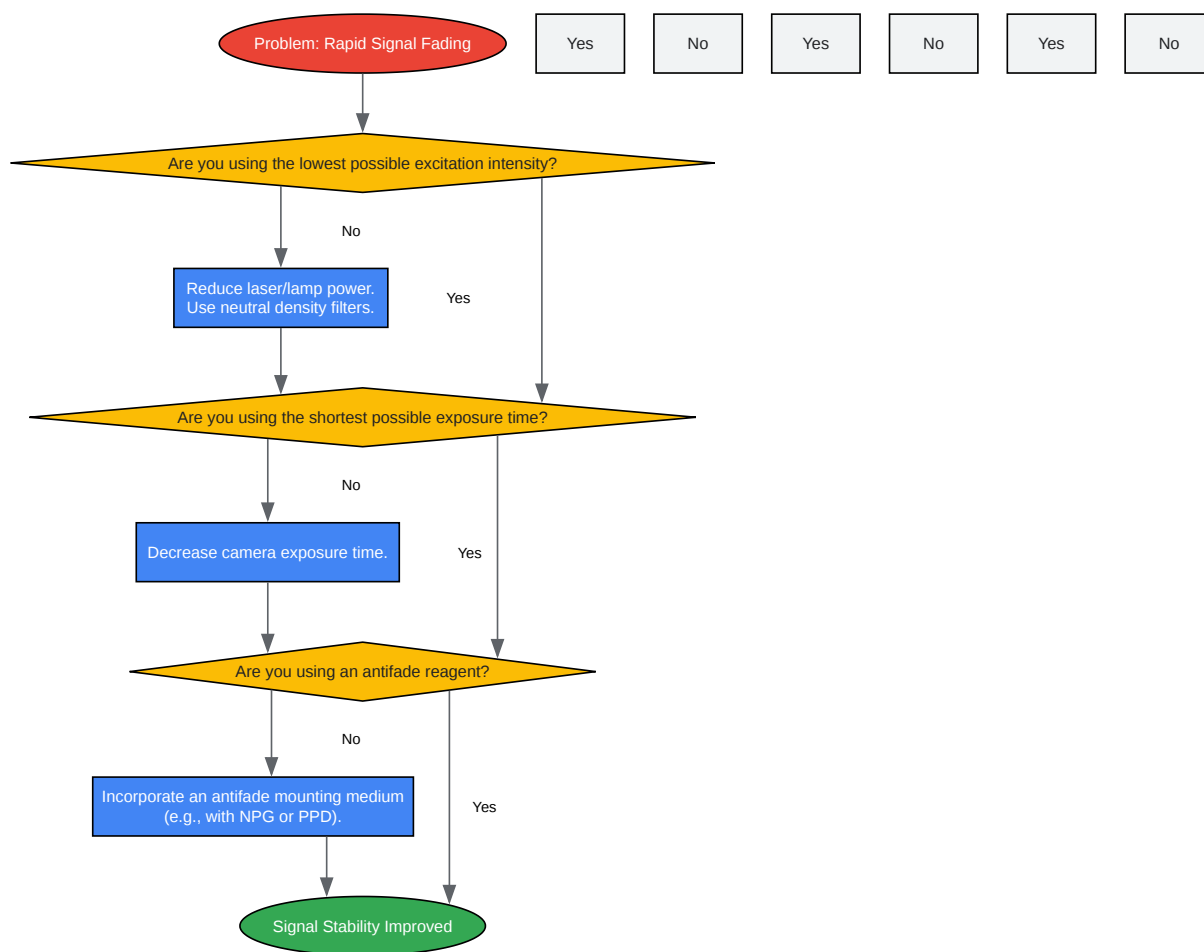 Problem: Rapid Signal Fading
Yes
No
Yes
No
Yes
No
Are you using the lowest possible excitation intensity?
No
Reduce laser/lamp power.
Use neutral density filters.
Yes
Are you using the shortest possible exposure time?
No
Decrease camera exposure time.
Yes
Are you using an antifade reagent?
No
Incorporate an antifade mounting medium
(e.g., with NPG or PPD).
Yes
Signal Stability Improved